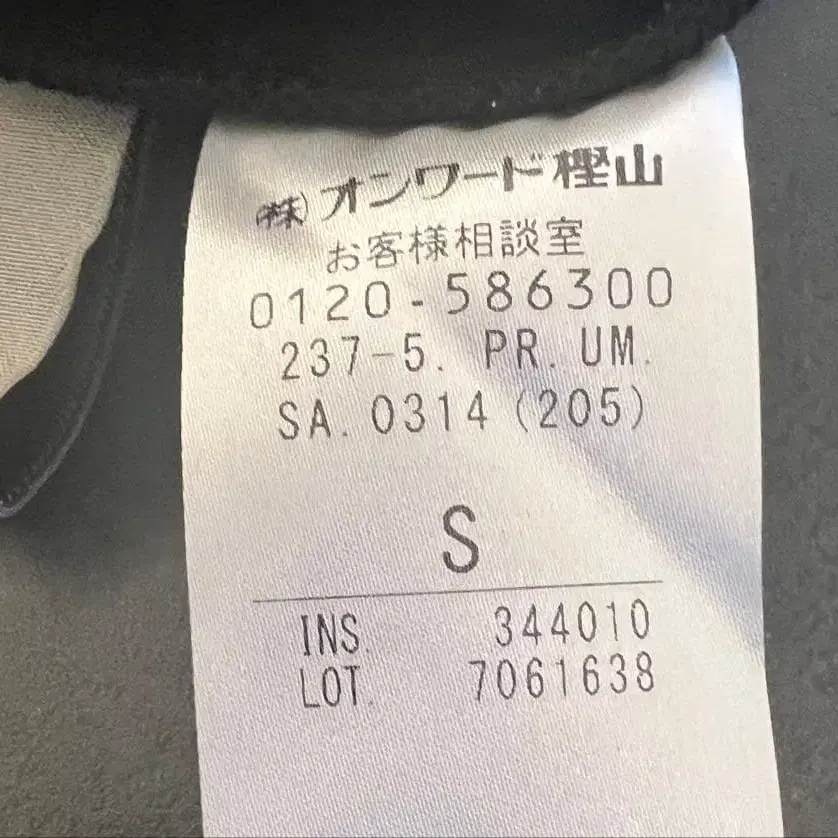 (株)オンワード樫山
お客様相談室
0120-586300
237-5. PR. UM.
SA. 0314 (205)
S
INS. 344010
LOT. 7061638